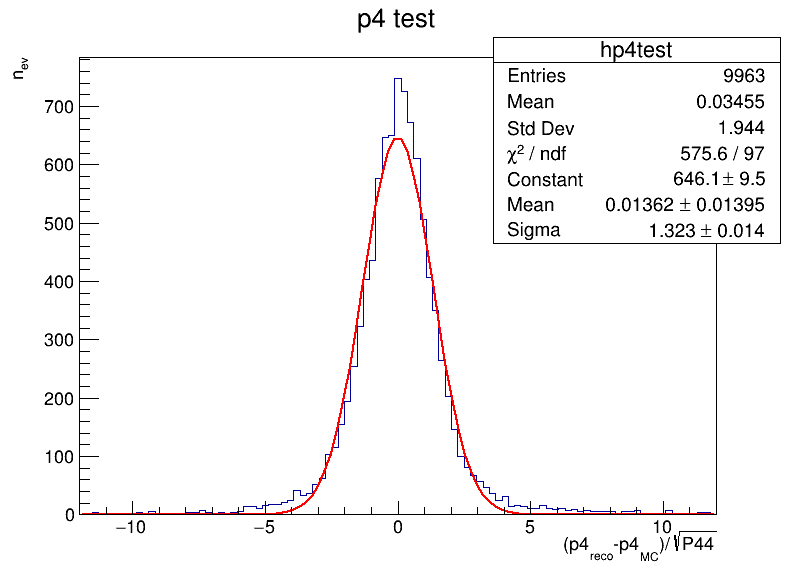 p4 test
hp4test
Entries 9963
Mean 0.03455
Std Dev 1.944
χ² / ndf 575.6 / 97
Constant 646.1 ± 9.5
Mean 0.01362 ± 0.01395
Sigma 1.323 ± 0.014
n_ev
700
600
500
400
300
200
100
0
−10 −5 0 5 10
(p4_reco-p4_MC)/√P44